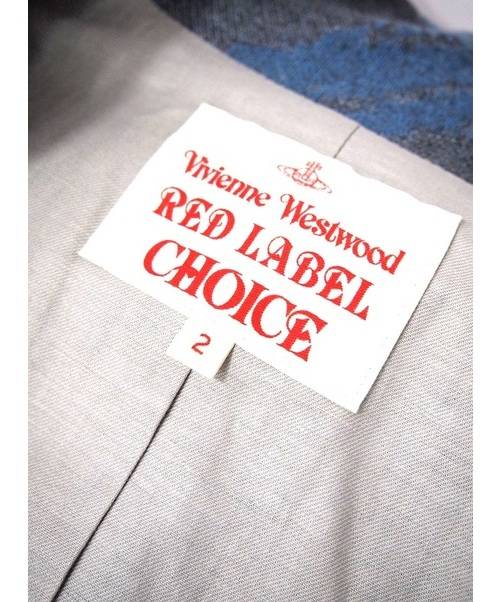 Vivienne Westwood
RED LABEL
CHOICE
2